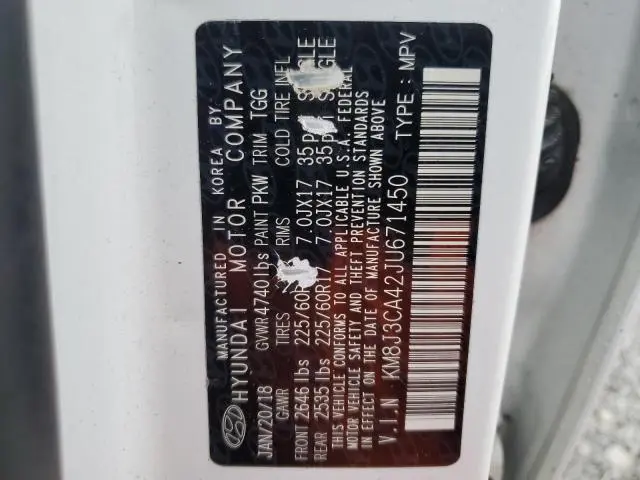 MANUFACTURED IN KOREA BY
HYUNDAI MOTOR COMPANY
JAN/20/18 GVWR 4740 lbs PAINT PKW TRIM TGG
GAWR TIRES RIMS COLD TIRE INFL
FRONT 2646 lbs 225/60R 7.0JX17 35
REAR 2535 lbs 225/60R17 7.0JX17 35
THIS VEHICLE CONFORMS TO ALL APPLICABLE U.S.A. FEDERAL
MOTOR VEHICLE SAFETY AND THEFT PREVENTION STANDARDS
IN EFFECT ON THE DATE OF MANUFACTURE SHOWN ABOVE
V.I.N KM8J3CA42JU671450 TYPE : MPV